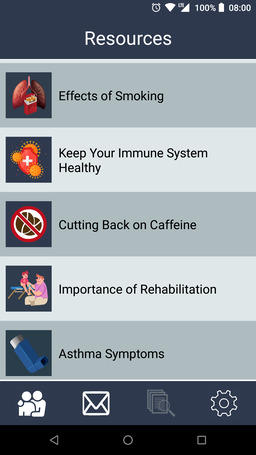 100% 08:00
Resources
Effects of Smoking
Keep Your Immune System
Healthy
Cutting Back on Caffeine
Importance of Rehabilitation
Asthma Symptoms